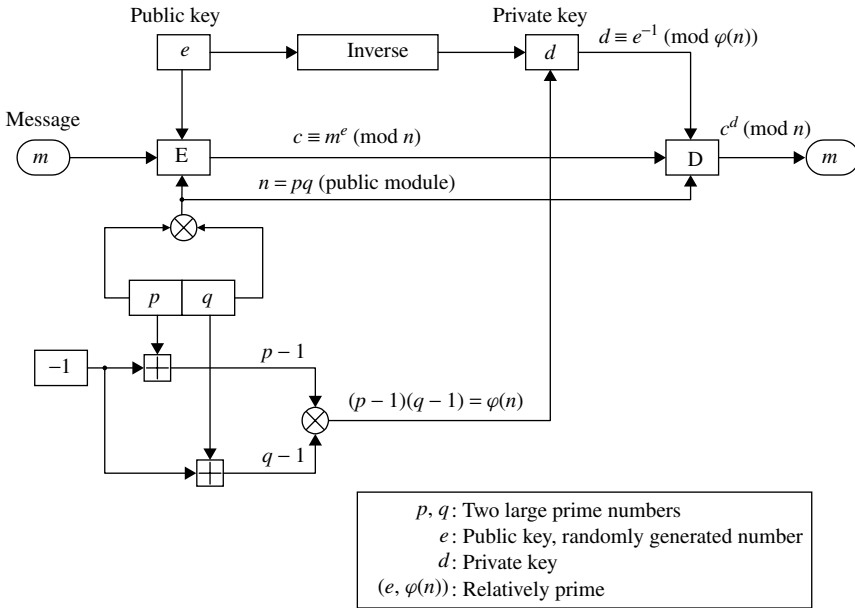 Public key
Private key
e
Inverse
d
d ≡ e⁻¹ (mod φ(n))
Message
m
E
c ≡ mᵉ (mod n)
D
cᵈ (mod n)
m
n = pq (public module)
p
q
−1
p − 1
(p − 1)(q − 1) = φ(n)
q − 1
p, q : Two large prime numbers
e : Public key, randomly generated number
d : Private key
(e, φ(n)) : Relatively prime